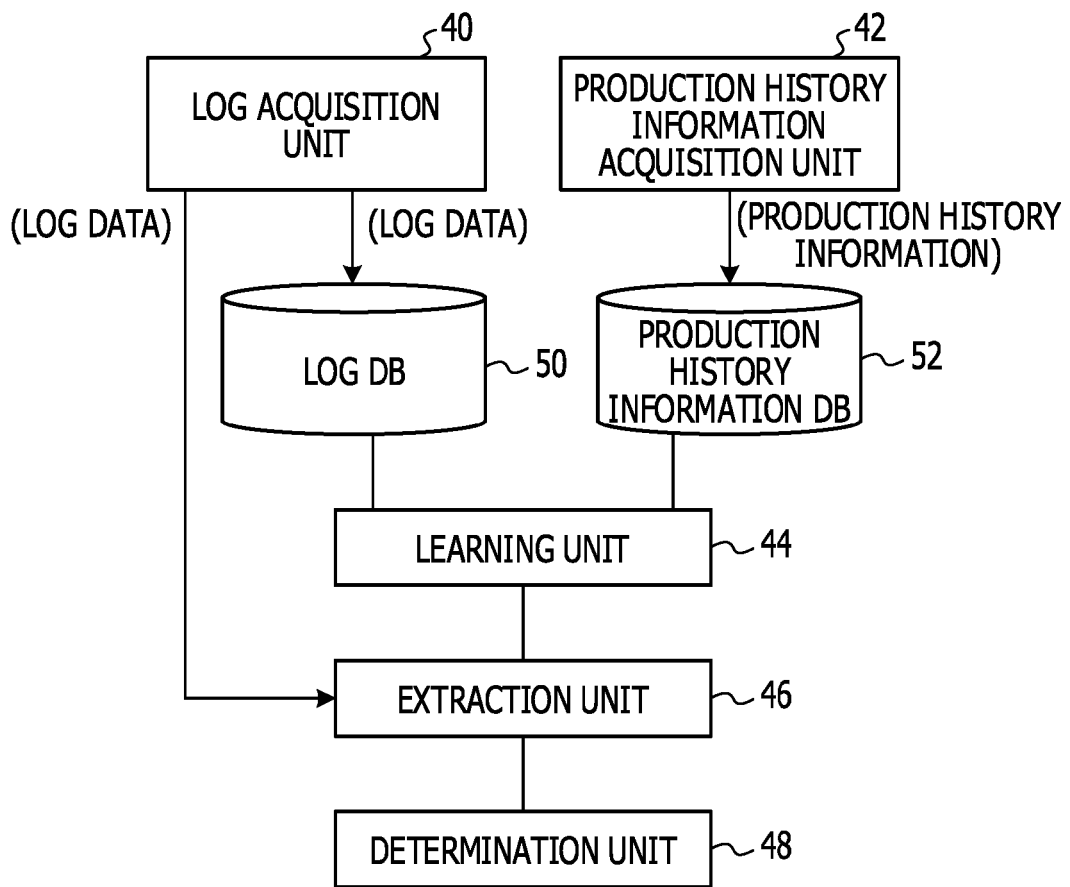 40
42
LOG ACQUISITION
UNIT
PRODUCTION HISTORY
INFORMATION
ACQUISITION UNIT
(LOG DATA)
(LOG DATA)
(PRODUCTION HISTORY
INFORMATION)
LOG DB
50
PRODUCTION
HISTORY
INFORMATION DB
52
LEARNING UNIT
44
EXTRACTION UNIT
46
DETERMINATION UNIT
48